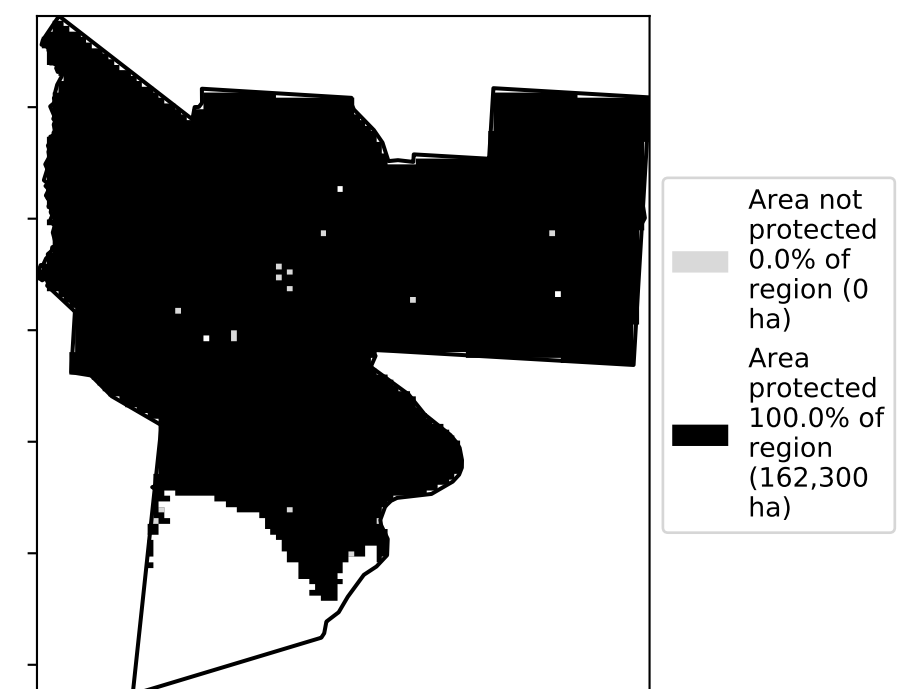 Area not
protected
0.0% of
region (0
ha)
Area
protected
100.0% of
region
(162,300
ha)